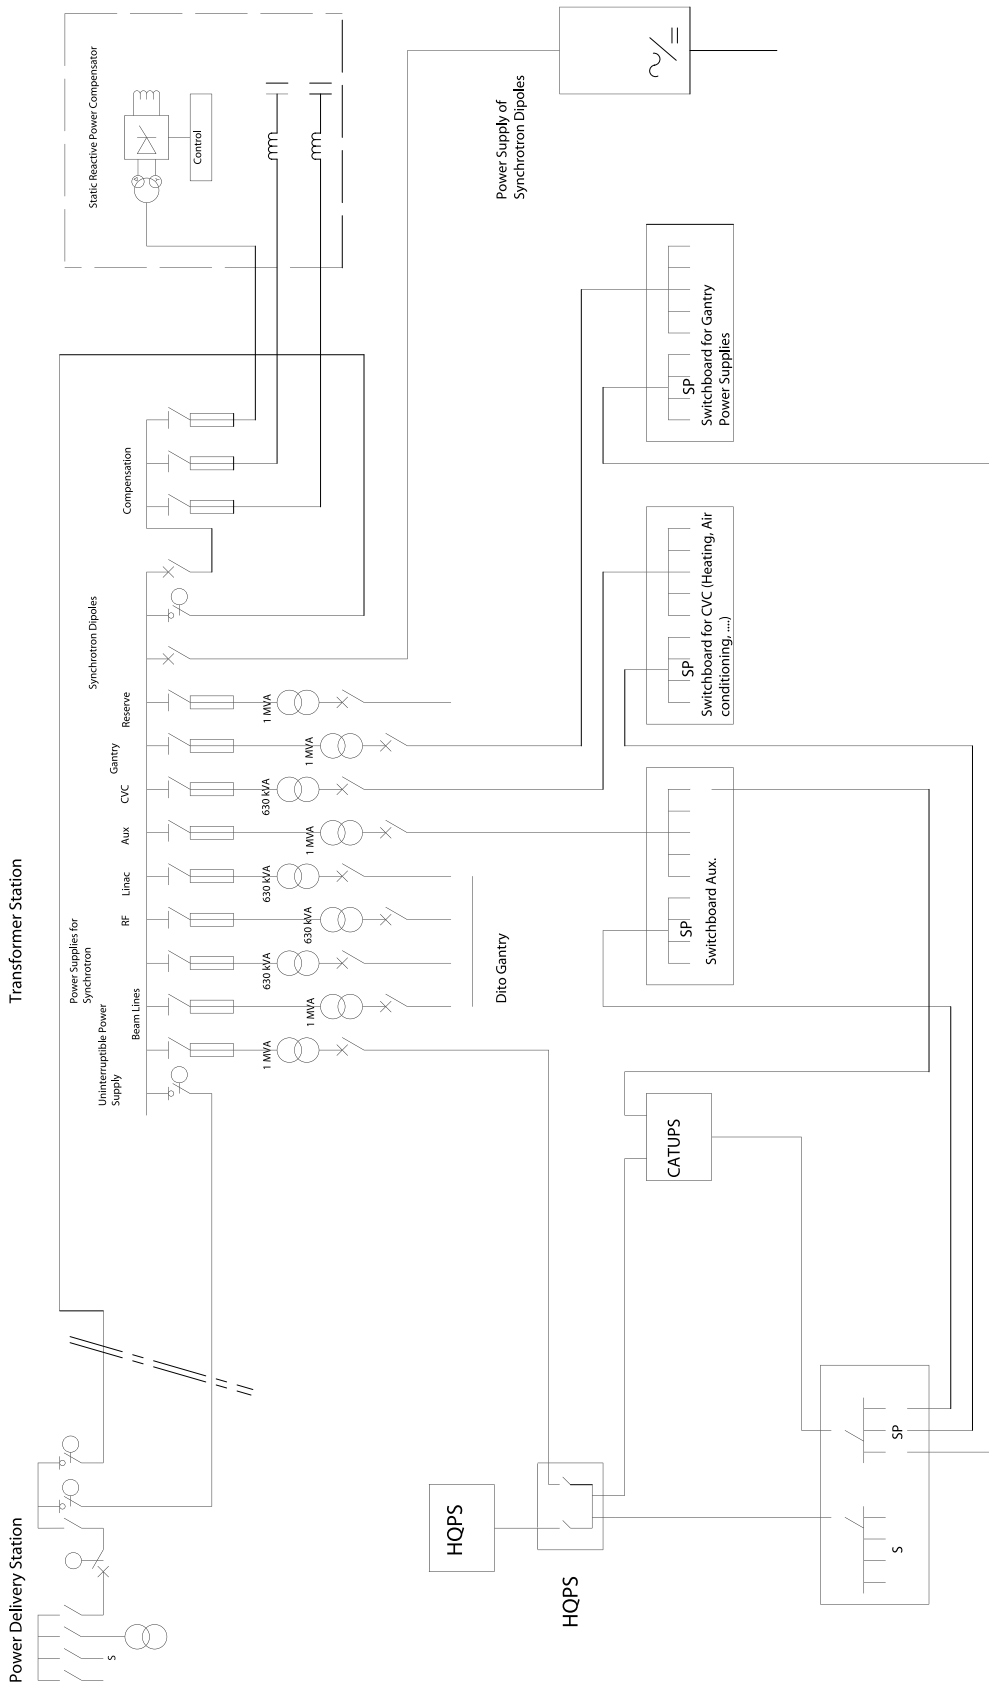 Power Delivery Station
Transformer Station
S
Uninterruptible Power
Supply
Beam Lines
Power Supplies for
Synchrotron
RF
Linac
Aux
CVC
Gantry
Reserve
Synchrotron Dipoles
Compensation
Static Reactive Power Compensator
Control
1 MVA
1 MVA
630 kVA
630 kVA
630 kVA
1 MVA
630 kVA
1 MVA
1 MVA
Dito Gantry
Power Supply of
Synchrotron Dipoles
~/=
HQPS
HQPS
CATUPS
SP
Switchboard Aux.
SP
Switchboard for CVC (Heating, Air
conditioning, ....)
SP
Switchboard for Gantry
Power Supplies
S
SP